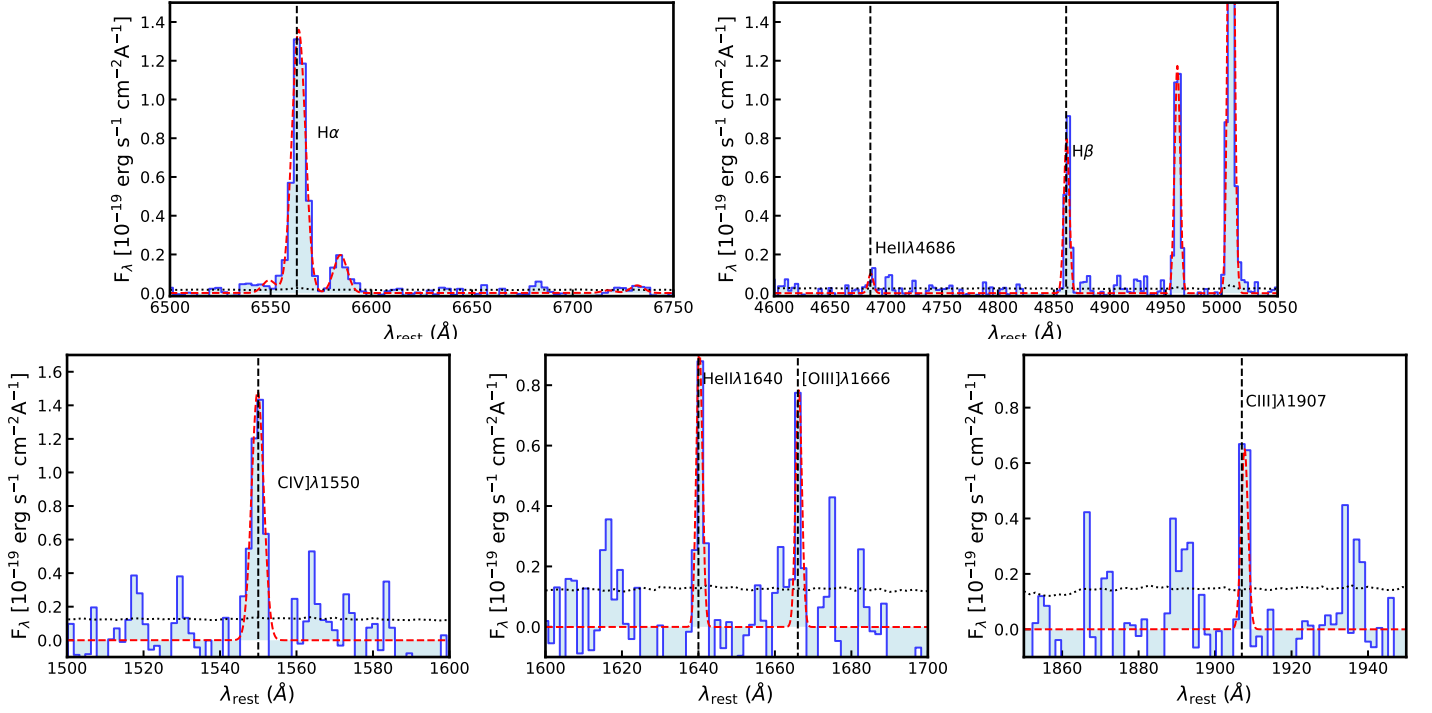 F_λ [10⁻¹⁹ erg s⁻¹ cm⁻²A⁻¹]
1.4
1.2
1.0
0.8
0.6
0.4
0.2
0.0
Hα
6500 6550 6600 6650 6700 6750
λ_rest (Å)
F_λ [10⁻¹⁹ erg s⁻¹ cm⁻²A⁻¹]
1.4
1.2
1.0
0.8
0.6
0.4
0.2
0.0
Hβ
HeIIλ4686
4600 4650 4700 4750 4800 4850 4900 4950 5000 5050
λ_rest (Å)
F_λ [10⁻¹⁹ erg s⁻¹ cm⁻²A⁻¹]
1.6
1.4
1.2
1.0
0.8
0.6
0.4
0.2
0.0
CIV]λ1550
1500 1520 1540 1560 1580 1600
λ_rest (Å)
F_λ [10⁻¹⁹ erg s⁻¹ cm⁻²A⁻¹]
0.8
0.6
0.4
0.2
0.0
HeIIλ1640 [OIII]λ1666
1600 1620 1640 1660 1680 1700
λ_rest (Å)
F_λ [10⁻¹⁹ erg s⁻¹ cm⁻²A⁻¹]
0.8
0.6
0.4
0.2
0.0
CIII]λ1907
1860 1880 1900 1920 1940
λ_rest (Å)